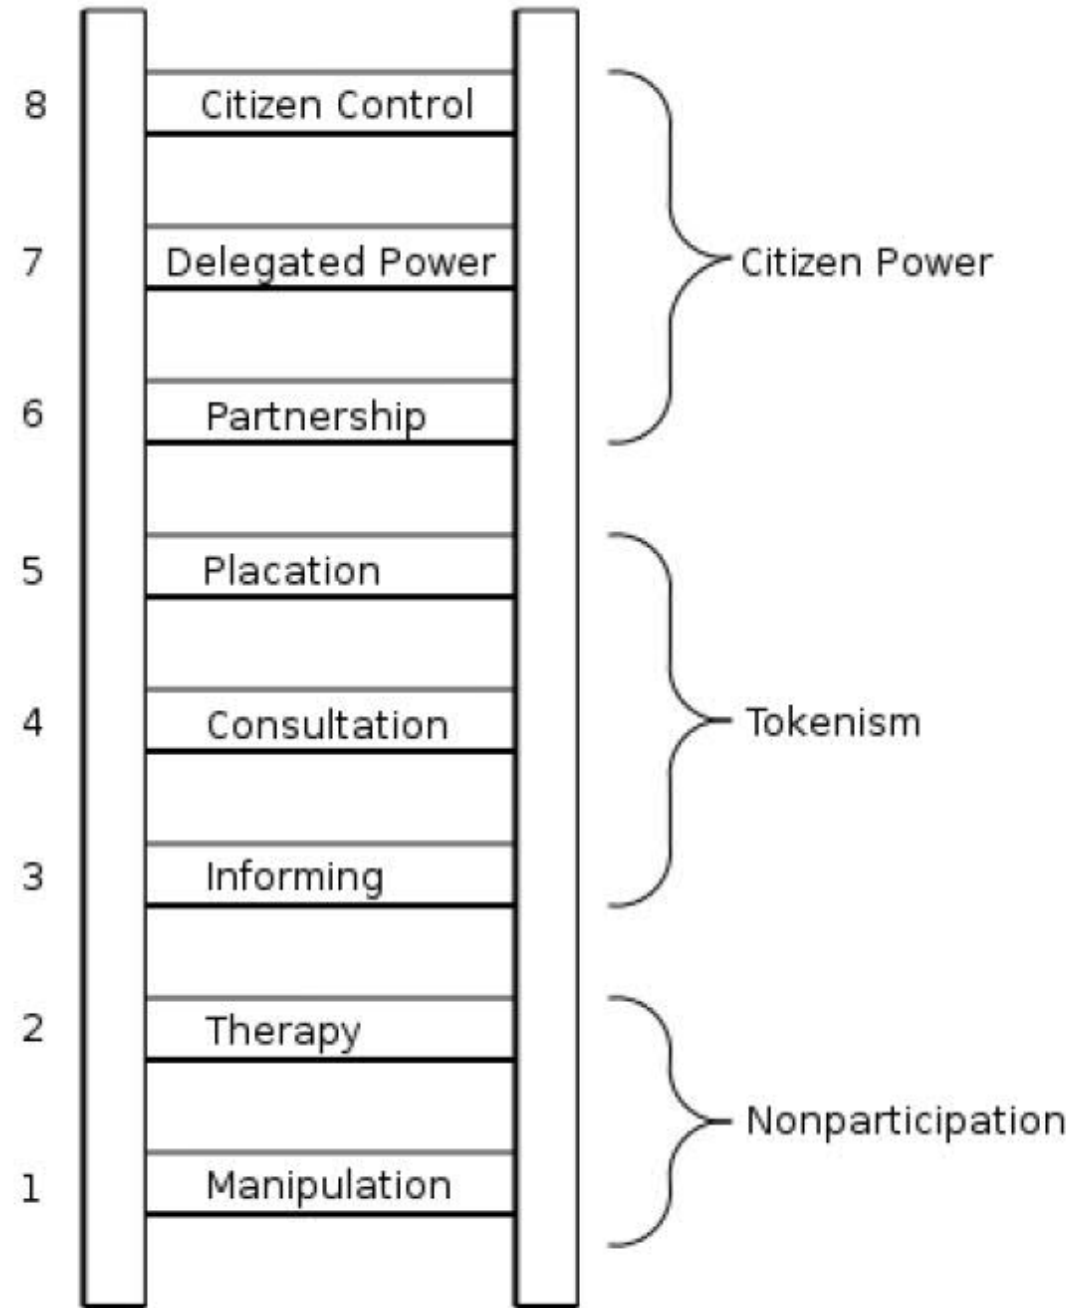 8 Citizen Control
7 Delegated Power
Citizen Power
6 Partnership
5 Placation
4 Consultation
Tokenism
3 Informing
2 Therapy
Nonparticipation
1 Manipulation